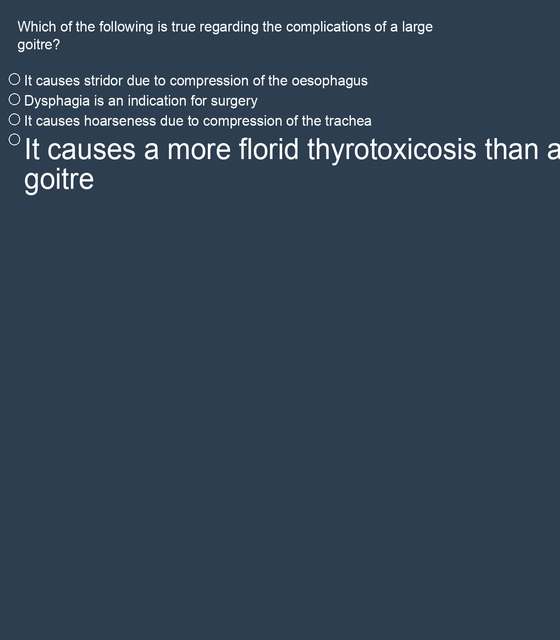 Which of the following is true regarding the complications of a large
goitre?
It causes stridor due to compression of the oesophagus
Dysphagia is an indication for surgery
It causes hoarseness due to compression of the trachea
It causes a more florid thyrotoxicosis than a
goitre